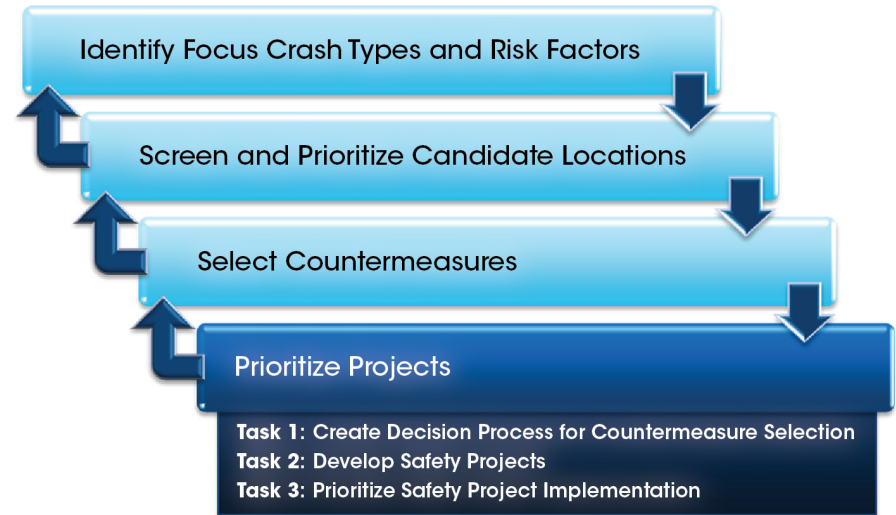 Identify Focus Crash Types and Risk Factors
Screen and Prioritize Candidate Locations
Select Countermeasures
Prioritize Projects
Task 1: Create Decision Process for Countermeasure Selection
Task 2: Develop Safety Projects
Task 3: Prioritize Safety Project Implementation